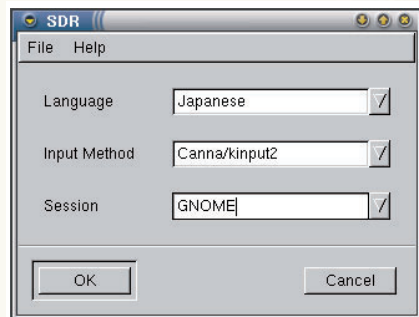 SDR
File Help
Language Japanese
Input Method Canna/kinput2
Session GNOME
OK Cancel